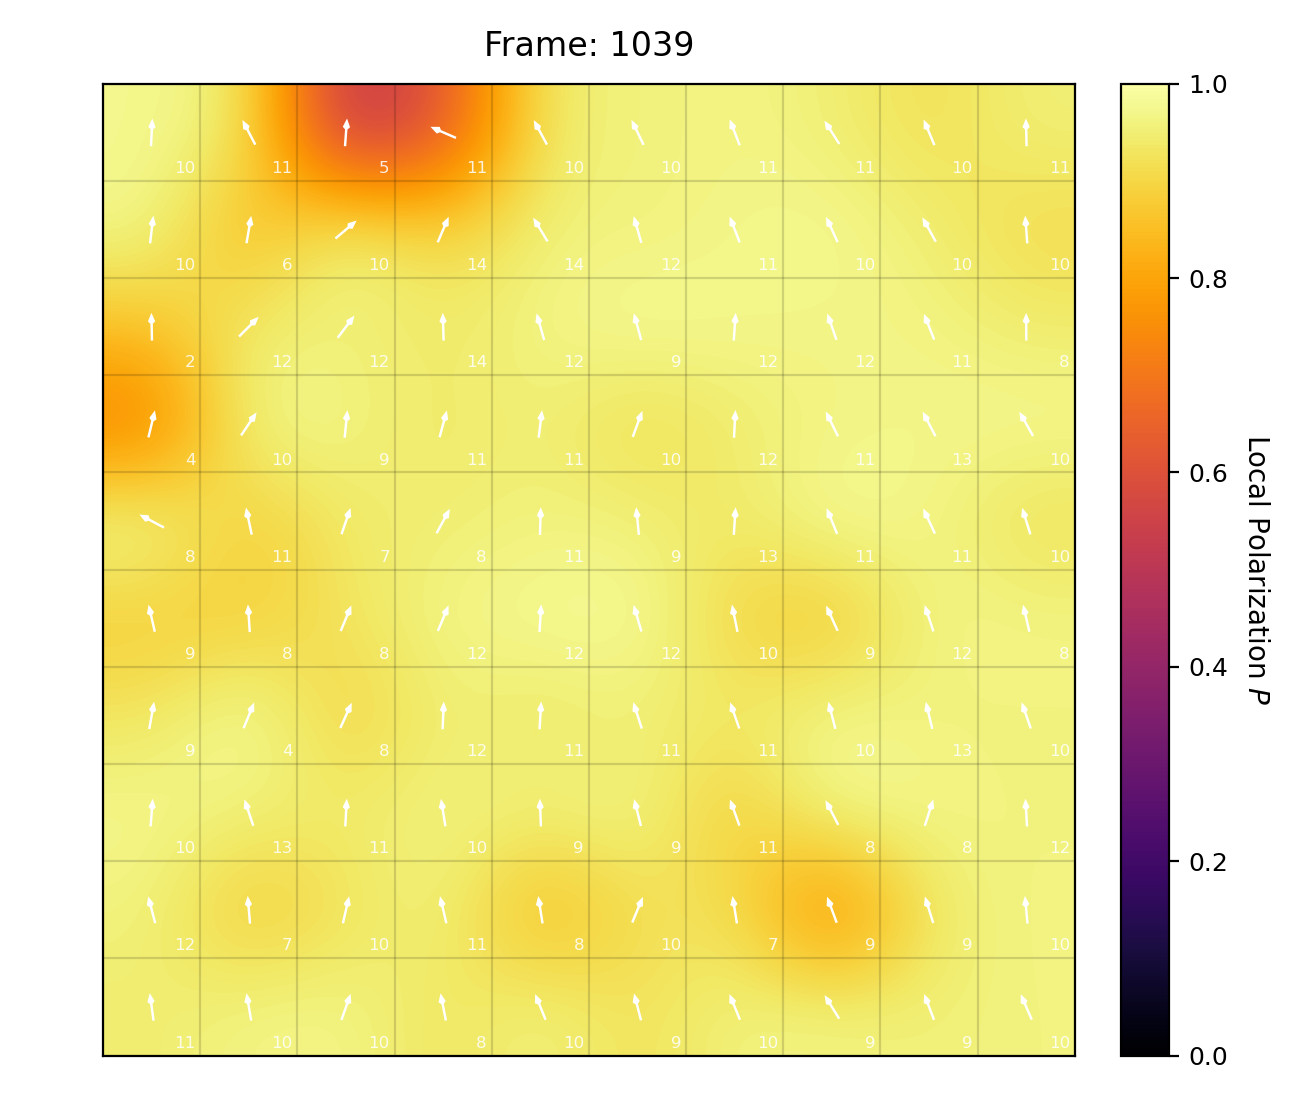 Frame: 1039
10 11 5 11 10 10 11 11 10 11
10 6 10 14 14 12 11 10 10 10
2 12 12 14 12 9 12 12 11 8
4 10 9 11 11 10 12 11 13 10
8 11 7 8 11 9 13 11 11 10
9 8 8 12 12 12 10 9 12 8
9 4 8 12 11 11 11 10 13 10
10 13 11 10 9 9 11 8 8 12
12 7 10 11 8 10 7 9 9 10
11 10 10 8 10 9 10 9 9 10
1.0
0.8
0.6
0.4
0.2
0.0
Local Polarization P